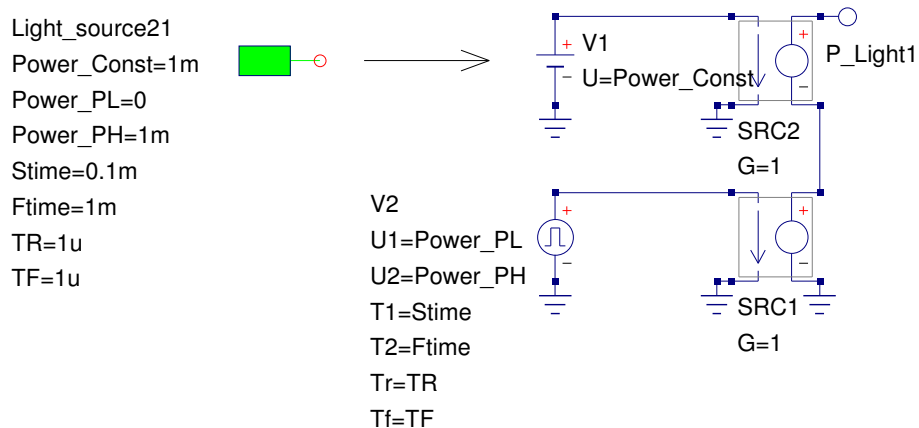 Light_source21
Power_Const=1m
Power_PL=0
Power_PH=1m
Stime=0.1m
Ftime=1m
TR=1u
TF=1u
+
V1
−
U=Power_Const
+
−
P_Light1
SRC2
G=1
V2
U1=Power_PL
U2=Power_PH
T1=Stime
T2=Ftime
Tr=TR
Tf=TF
+
−
+
−
SRC1
G=1